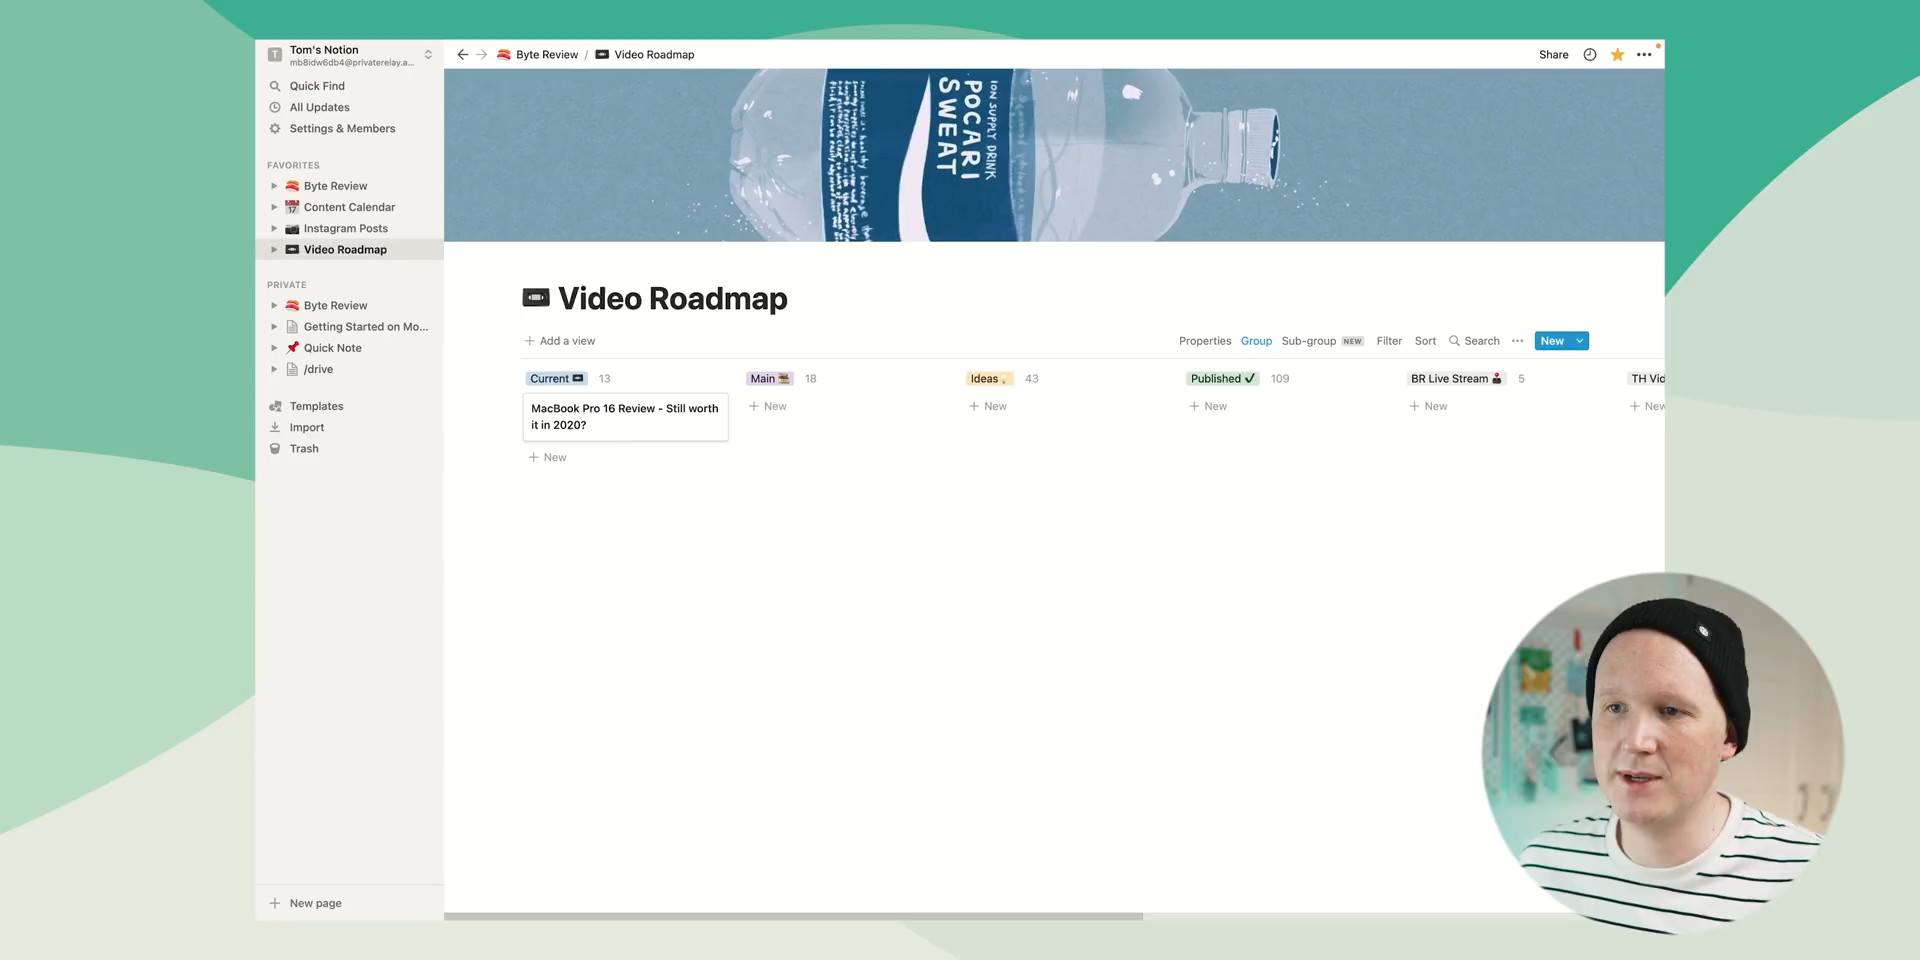 T
Tom's Notion
mb8idw6db4@privaterelay.a...
Quick Find
All Updates
Settings & Members
FAVORITES
Byte Review
17 Content Calendar
Instagram Posts
Video Roadmap
PRIVATE
Byte Review
Getting Started on Mo...
Quick Note
/drive
Templates
Import
Trash
New page
Byte Review / Video Roadmap
Share
ION SUPPLY DRINK
POCARI
SWEAT
Video Roadmap
Add a view
Properties Group Sub-group NEW Filter Sort Search New
Current 13
Main 18
Ideas 43
Published ✓ 109
BR Live Stream 5
TH Vid
MacBook Pro 16 Review - Still worth
it in 2020?
New
New
New
New
New
New